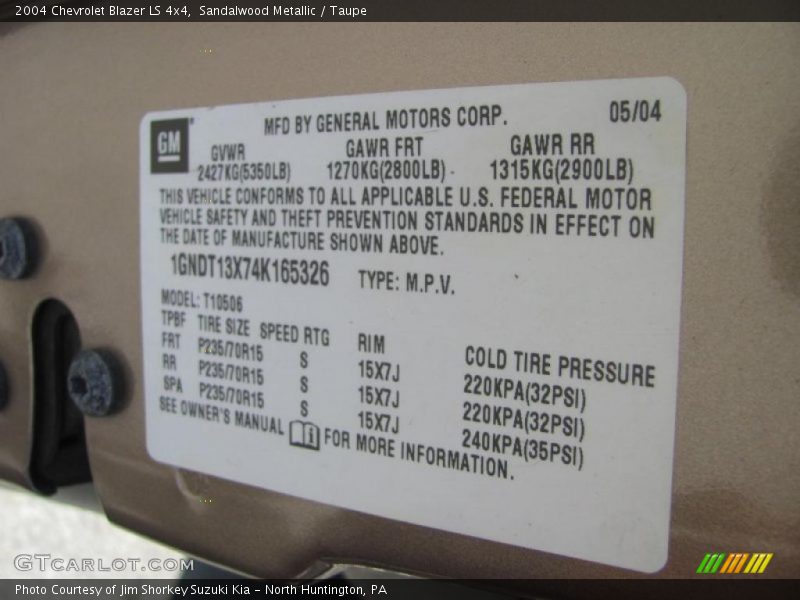 2004 Chevrolet Blazer LS 4x4, Sandalwood Metallic / Taupe
GM
MFD BY GENERAL MOTORS CORP. 05/04
GVWR GAWR FRT GAWR RR
2427KG(5350LB) 1270KG(2800LB) 1315KG(2900LB)
THIS VEHICLE CONFORMS TO ALL APPLICABLE U.S. FEDERAL MOTOR
VEHICLE SAFETY AND THEFT PREVENTION STANDARDS IN EFFECT ON
THE DATE OF MANUFACTURE SHOWN ABOVE.
1GNDT13X74K165326 TYPE: M.P.V.
MODEL: T10506
TPBF TIRE SIZE SPEED RTG RIM COLD TIRE PRESSURE
FRT P235/70R15 S 15X7J 220KPA(32PSI)
RR P235/70R15 S 15X7J 220KPA(32PSI)
SPA P235/70R15 S 15X7J 240KPA(35PSI)
SEE OWNER'S MANUAL i FOR MORE INFORMATION.
GTcarlot.com
Photo Courtesy of Jim Shorkey Suzuki Kia – North Huntington, PA